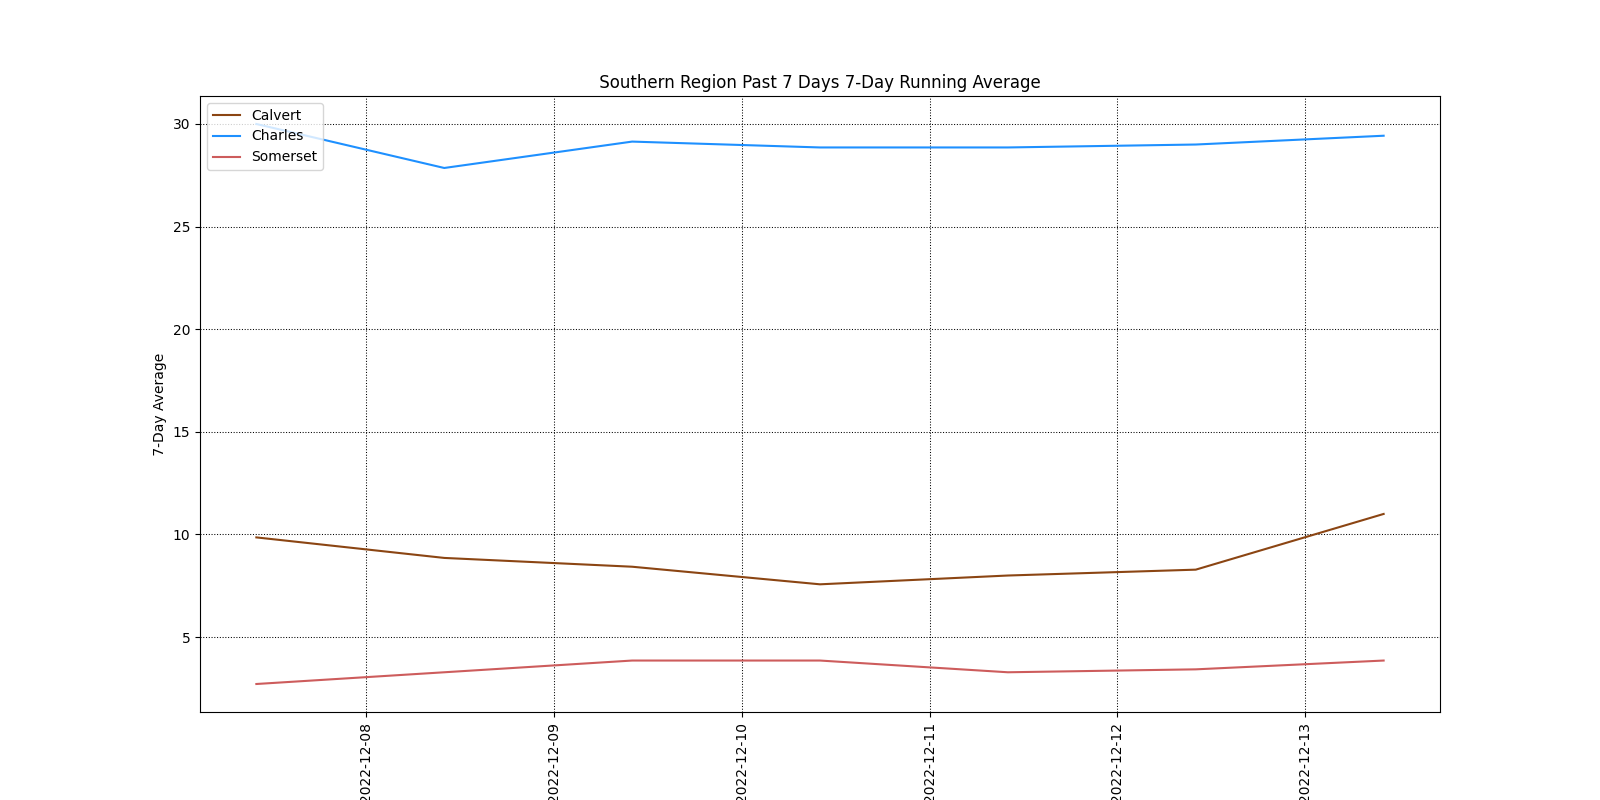 Southern Region Past 7 Days 7-Day Running Average
Calvert
Charles
Somerset
7-Day Average
30
25
20
15
10
5
2022-12-08
2022-12-09
2022-12-10
2022-12-11
2022-12-12
2022-12-13